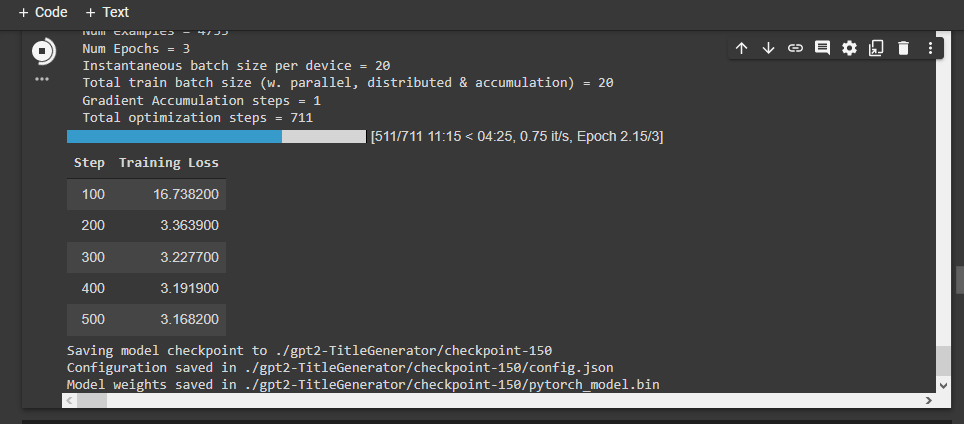 + Code + Text
Num examples = 4735
Num Epochs = 3
Instantaneous batch size per device = 20
Total train batch size (w. parallel, distributed & accumulation) = 20
Gradient Accumulation steps = 1
Total optimization steps = 711
[511/711 11:15 < 04:25, 0.75 it/s, Epoch 2.15/3]
Step Training Loss
100 16.738200
200 3.363900
300 3.227700
400 3.191900
500 3.168200
Saving model checkpoint to ./gpt2-TitleGenerator/checkpoint-150
Configuration saved in ./gpt2-TitleGenerator/checkpoint-150/config.json
Model weights saved in ./gpt2-TitleGenerator/checkpoint-150/pytorch_model.bin